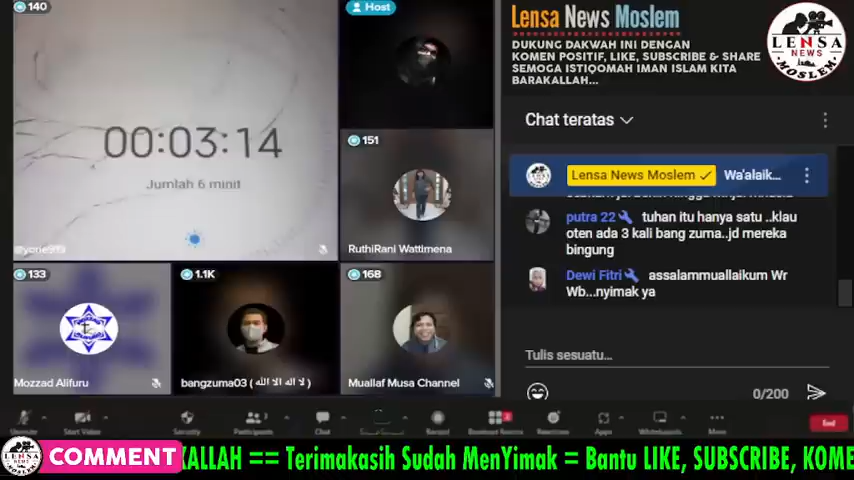 140
00:03:14
Jumlah 6 minit
@yorie999
Host
151
RuthiRani Wattimena
133
Mozzad Alifuru
1.1K
bangzuma03 ( لا اله الا الله )
168
Muallaf Musa Channel
Lensa News Moslem
DUKUNG DAKWAH INI DENGAN
KOMEN POSITIF, LIKE, SUBSCRIBE & SHARE
SEMOGA ISTIQOMAH IMAN ISLAM KITA
BARAKALLAH...
LENSA
NEWS
MOSLEM
Chat teratas
Lensa News Moslem Wa'alaik...
putra 22 tuhan itu hanya satu ..klau
oten ada 3 kali bang zuma..jd mereka
bingung
Dewi Fitri assalammuallaikum Wr
Wb...nyimak ya
Tulis sesuatu...
0/200
Start Video
Security
Participants
Chat
Record
Breakout Rooms
Reactions
Apps
Whiteboards
More
End
LENSA
NEWS
MOSLEM
COMMENT
KALLAH == Terimakasih Sudah MenYimak = Bantu LIKE, SUBSCRIBE, KOME